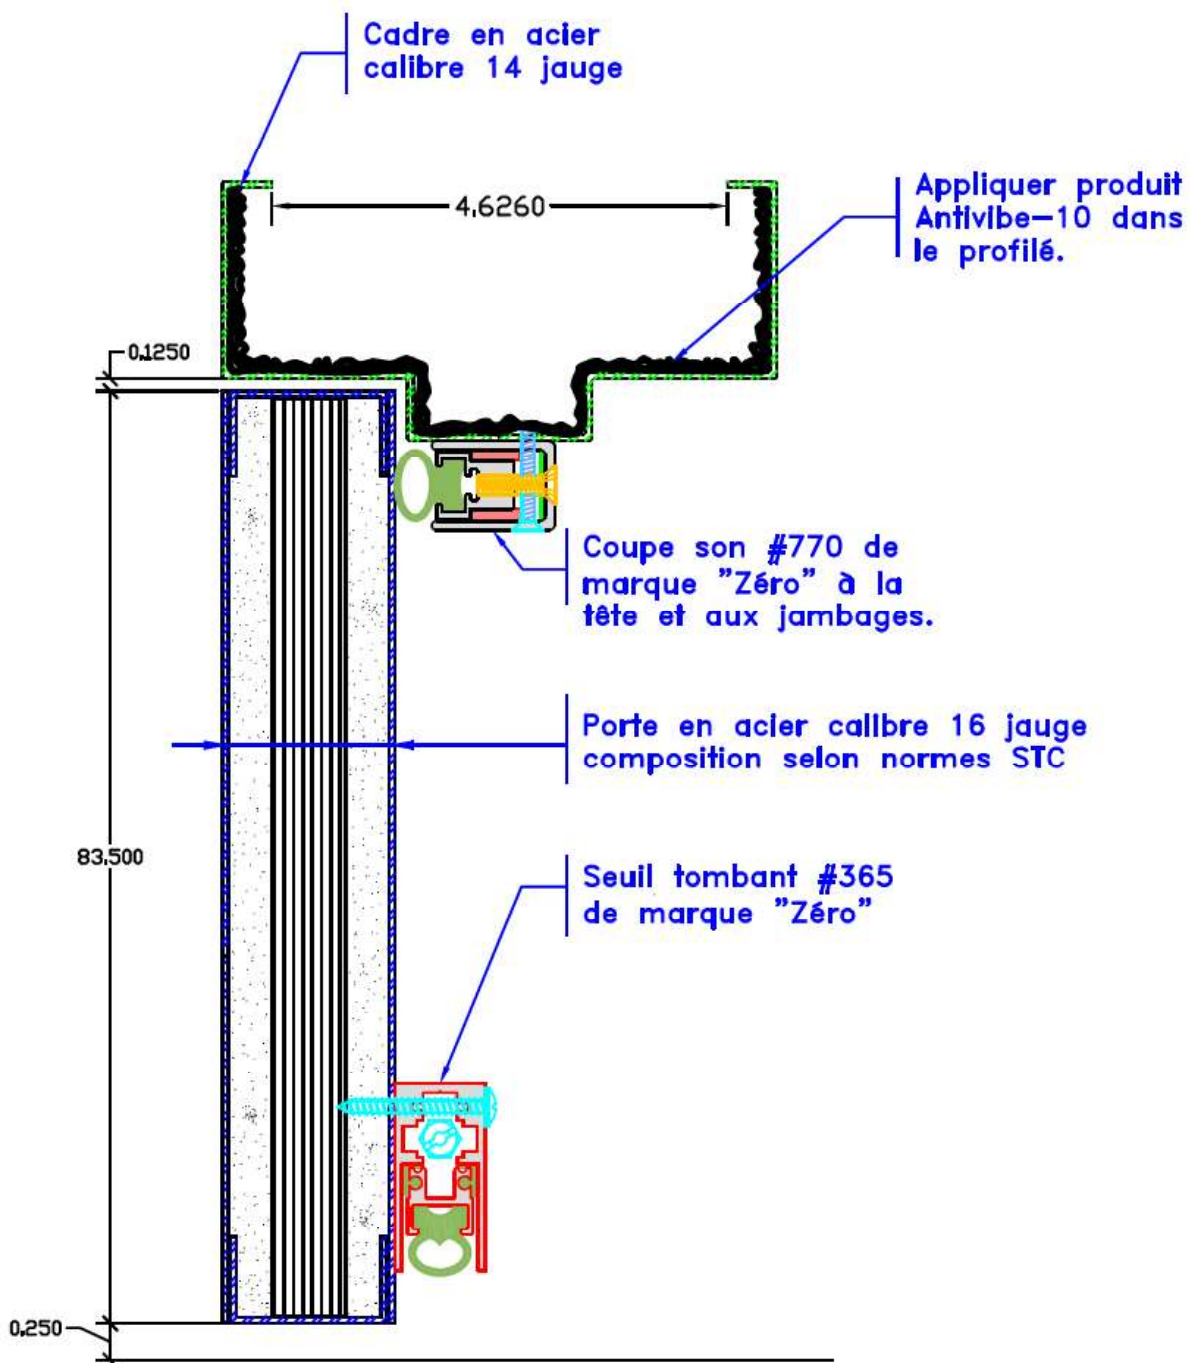 Cadre en acier
calibre 14 jauge
4.6260
Appliquer produit
Antivibe-10 dans
le profilé.
0.1250
Coupe son #770 de
marque "Zéro" à la
tête et aux jambages.
Porte en acier calibre 16 jauge
composition selon normes STC
83.500
Seuil tombant #365
de marque "Zéro"
0.250